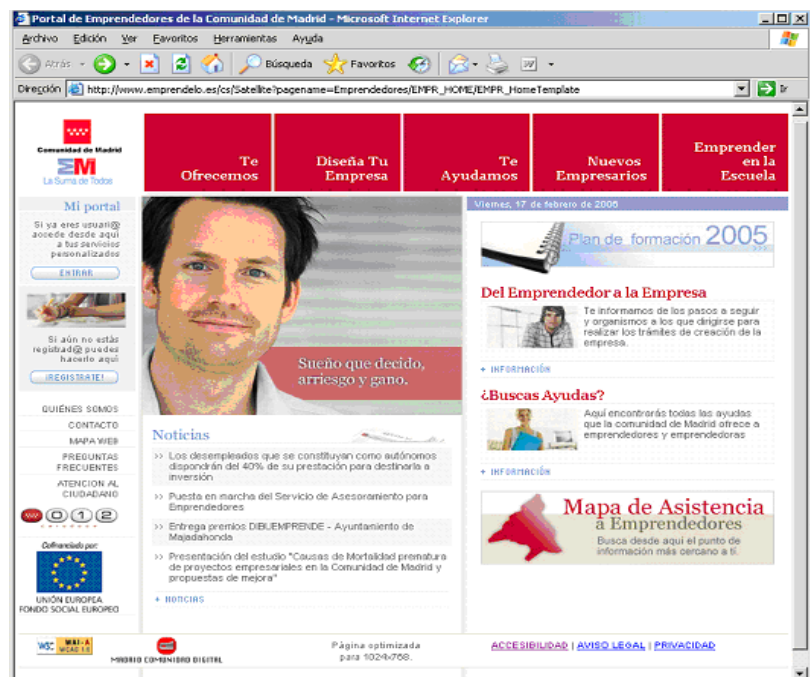 Portal de Emprendedores de la Comunidad de Madrid - Microsoft Internet Explorer
Archivo Edición Ver Favoritos Herramientas Ayuda
Atrás Búsqueda Favoritos
Dirección http://www.emprendelo.es/cs/Satellite?pagename=Emprendedores/EMPR_HOME/EMPR_HomeTemplate Ir
Comunidad de Madrid
EM
La Suma de Todos
Te
Ofrecemos
Diseña Tu
Empresa
Te
Ayudamos
Nuevos
Empresarios
Emprender
en la
Escuela
Mi portal
Si ya eres usuari@
accede desde aquí
a tus servicios
personalizados
ENTRAR
Si aún no estás
registrad@ puedes
hacerlo aquí
¡REGISTRATE!
QUIÉNES SOMOS
CONTACTO
MAPA WEB
PREGUNTAS
FRECUENTES
ATENCION AL
CIUDADANO
012
Cofinanciado por:
UNIÓN EUROPEA
FONDO SOCIAL EUROPEO
Sueño que decido,
arriesgo y gano.
Noticias
>> Los desempleados que se constituyan como autónomos
dispondrán del 40% de su prestación para destinarla a
inversión
>> Puesta en marcha del Servicio de Asesoramiento para
Emprendedores
>> Entrega premios DIBUEMPRENDE - Ayuntamiento de
Majadahonda
>> Presentación del estudio "Causas de Mortalidad prematura
de proyectos empresariales en la Comunidad de Madrid y
propuestas de mejora"
+ NOTICIAS
Viernes, 17 de febrero de 2006
Plan de formación 2005
Del Emprendedor a la Empresa
Te informamos de los pasos a seguir
y organismos a los que dirigirse para
realizar los trámites de creación de la
empresa.
+ INFORMACIÓN
¿Buscas Ayudas?
Aquí encontrarás todas las ayudas
que la comunidad de Madrid ofrece a
emprendedores y emprendedoras
+ INFORMACIÓN
Mapa de Asistencia
a Emprendedores
Busca desde aquí el punto de
información más cercano a tí.
W3C WAI-A
WCAG 1.0
MADRID COMUNIDAD DIGITAL
Página optimizada
para 1024x768.
ACCESIBILIDAD | AVISO LEGAL | PRIVACIDAD